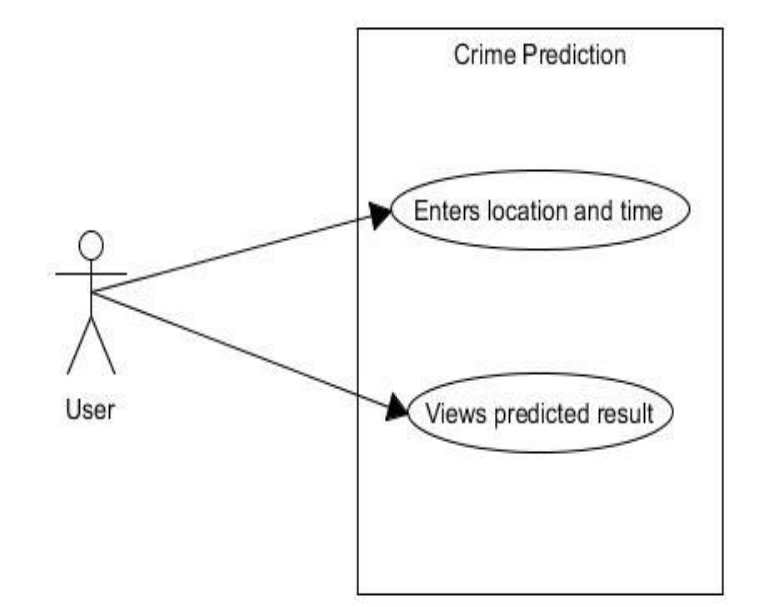 Crime Prediction
Enters location and time
User
Views predicted result